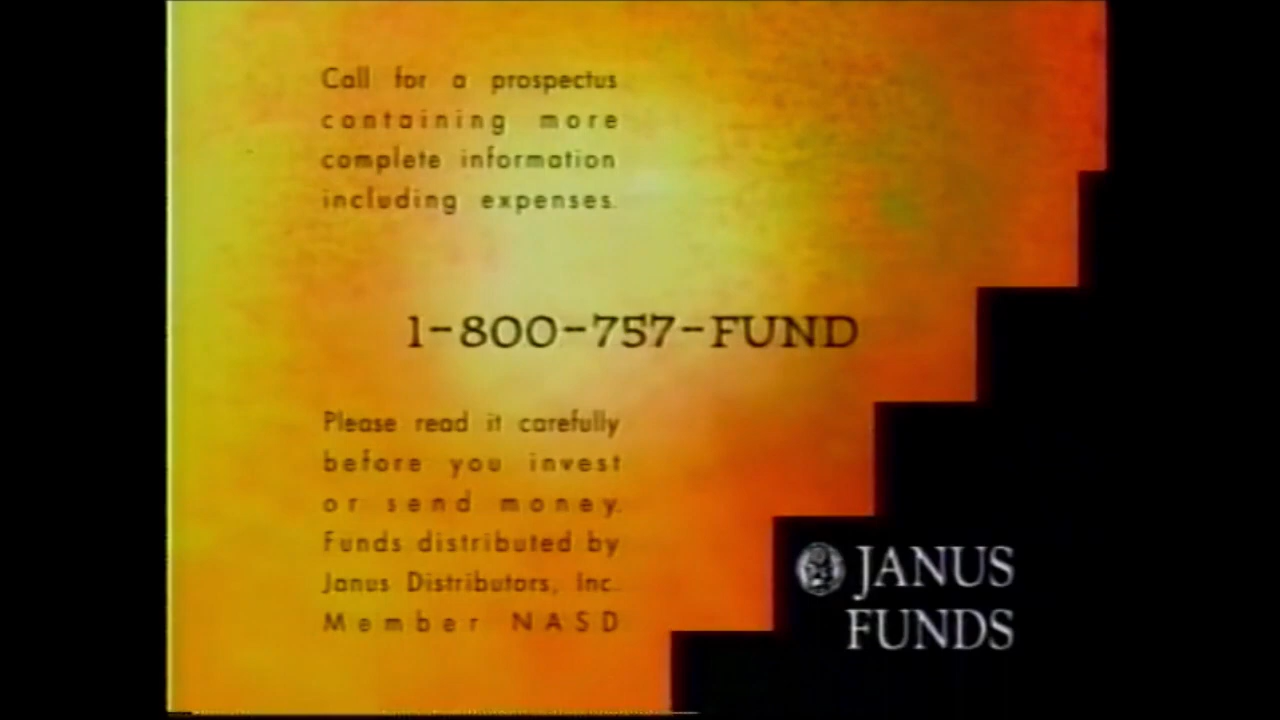 Call for a prospectus
containing more
complete information
including expenses.
1-800-757-FUND
Please read it carefully
before you invest
or send money.
Funds distributed by
Janus Distributors, Inc.
Member NASD
JANUS
FUNDS